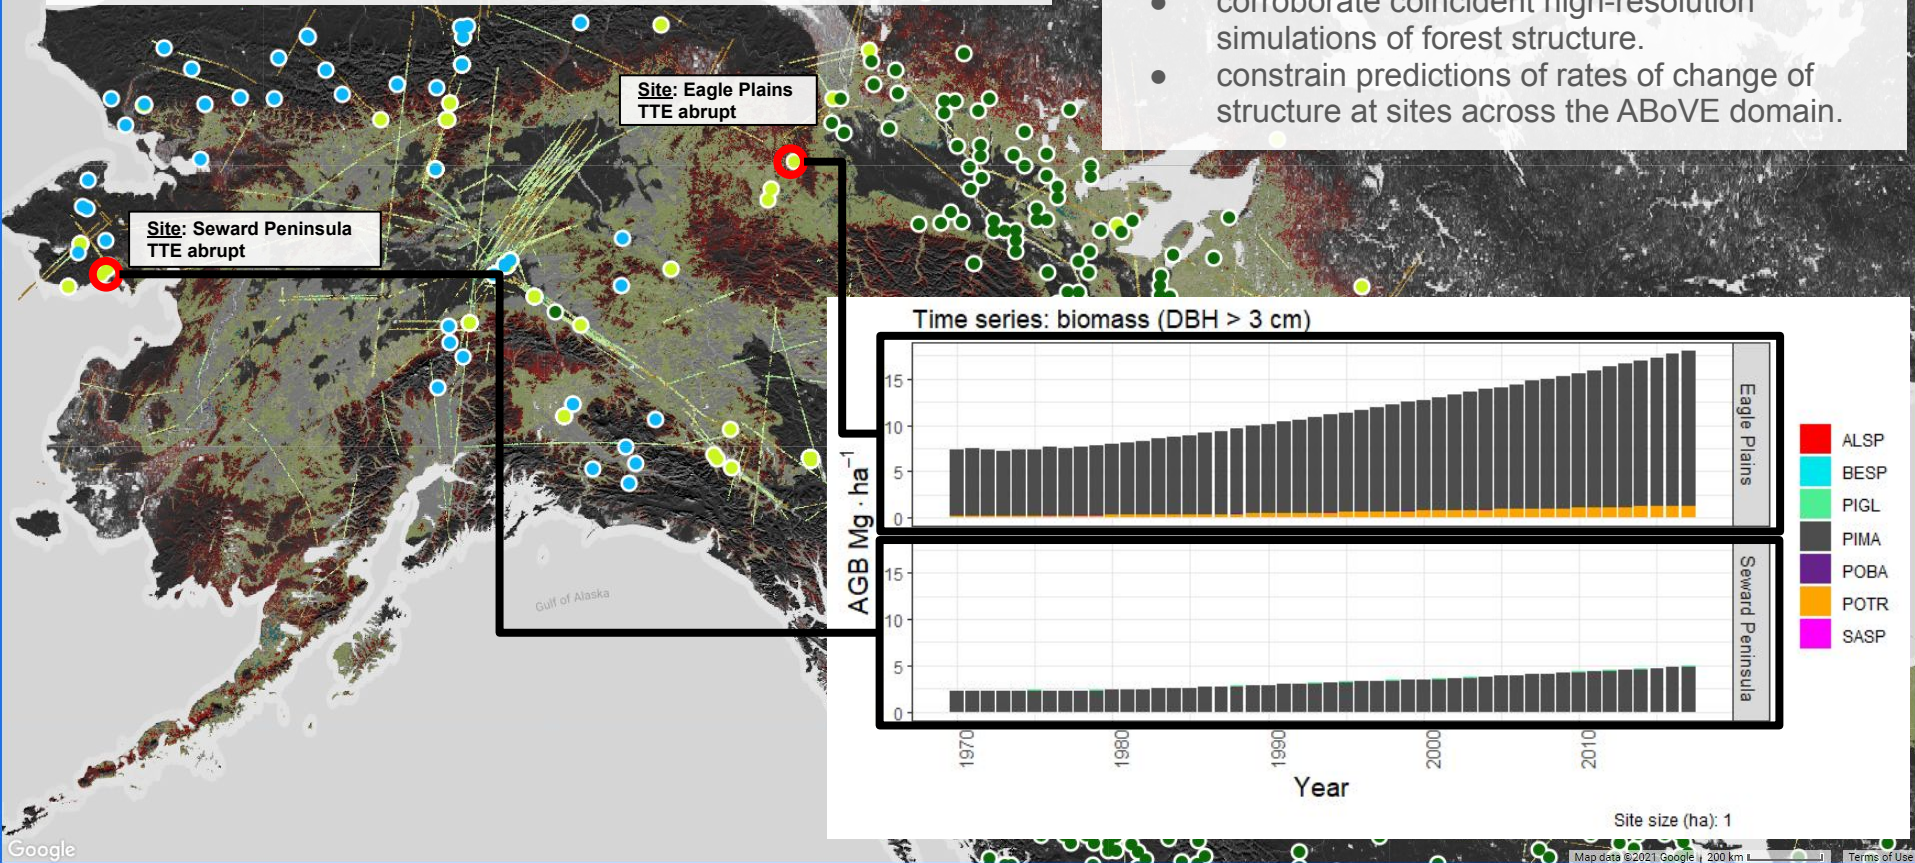 ● corroborate coincident high-resolution
simulations of forest structure.
● constrain predictions of rates of change of
structure at sites across the ABoVE domain.
Site: Eagle Plains
TTE abrupt
Site: Seward Peninsula
TTE abrupt
Time series: biomass (DBH > 3 cm)
15
10
5
0
Eagle Plains
15
10
5
0
Seward Peninsula
AGB Mg · ha⁻¹
1970
1980
1990
2000
2010
Year
Site size (ha): 1
ALSP
BESP
PIGL
PIMA
POBA
POTR
SASP
Gulf of Alaska
Google
Map data ©2021 Google
200 km
Terms of Use